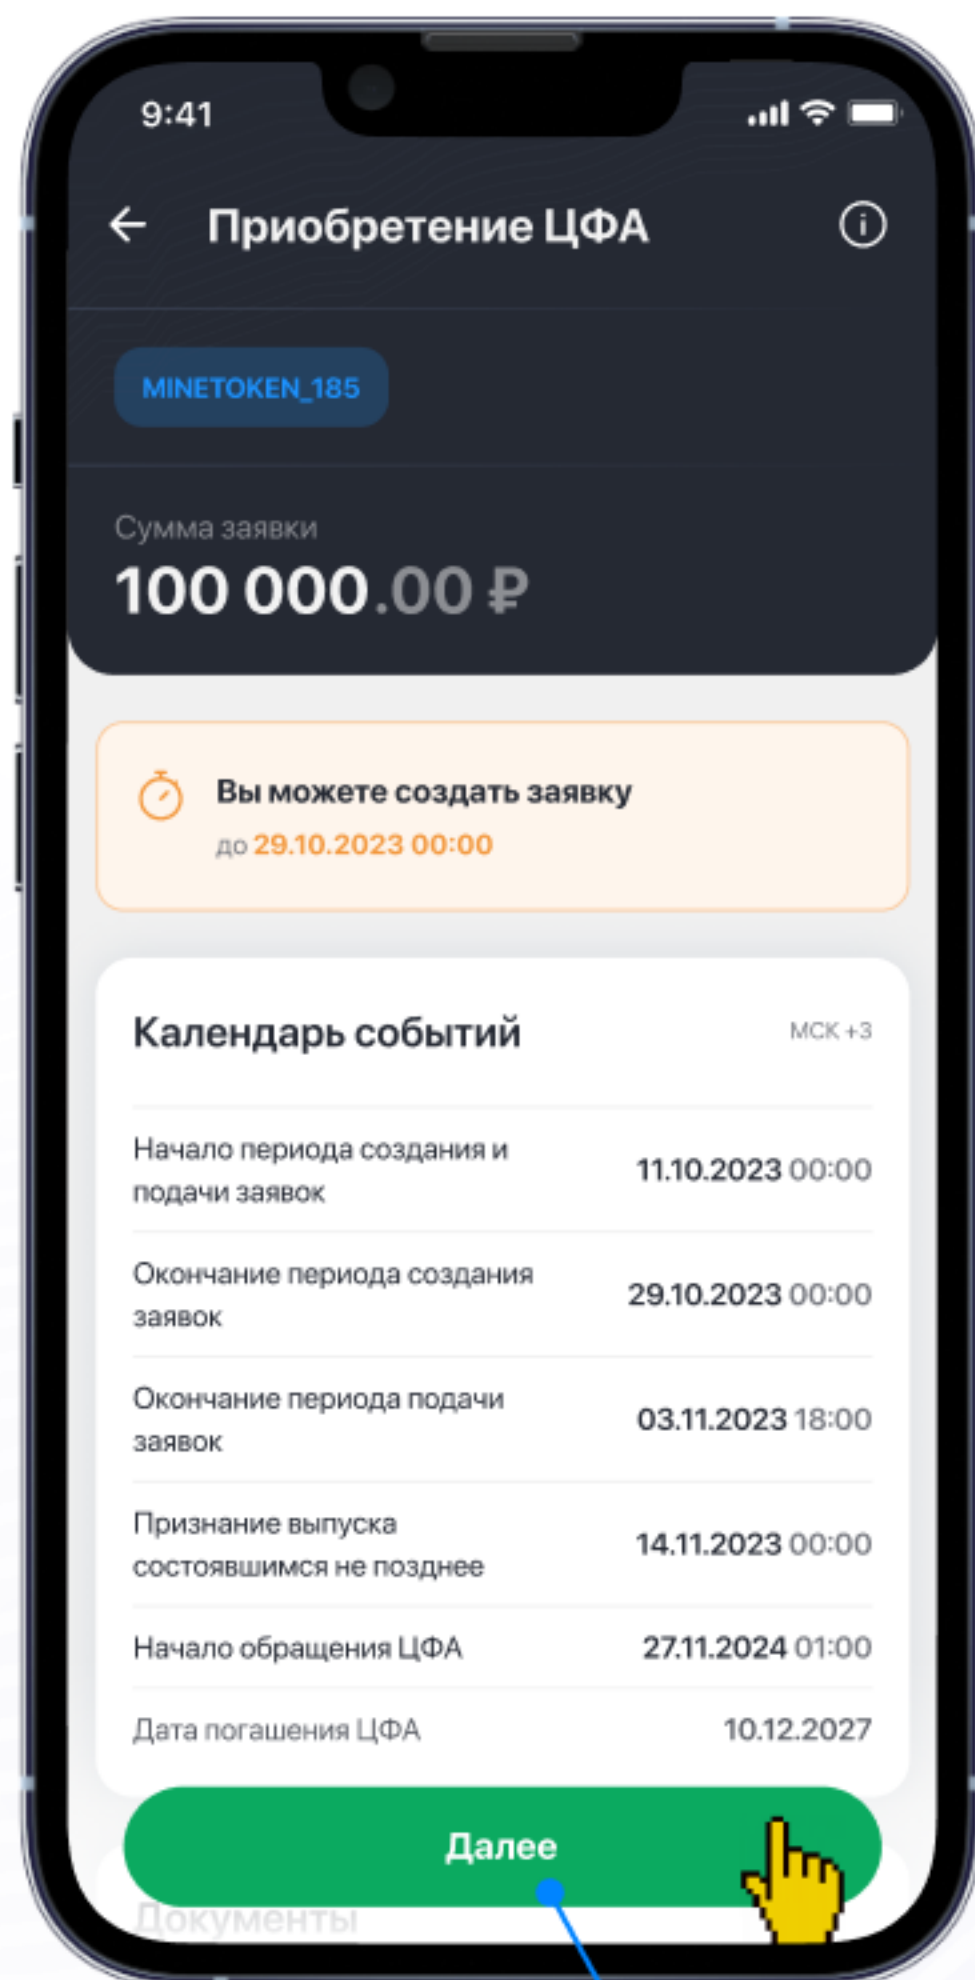 9:41
Приобретение ЦФА
MINETOKEN_185
Сумма заявки
100 000.00 ₽
Вы можете создать заявку
до 29.10.2023 00:00
Календарь событий
МСК +3
Начало периода создания и
подачи заявок
11.10.2023 00:00
Окончание периода создания
заявок
29.10.2023 00:00
Окончание периода подачи
заявок
03.11.2023 18:00
Признание выпуска
состоявшимся не позднее
14.11.2023 00:00
Начало обращения ЦФА
27.11.2024 01:00
Дата погашения ЦФА
10.12.2027
Далее
Документы